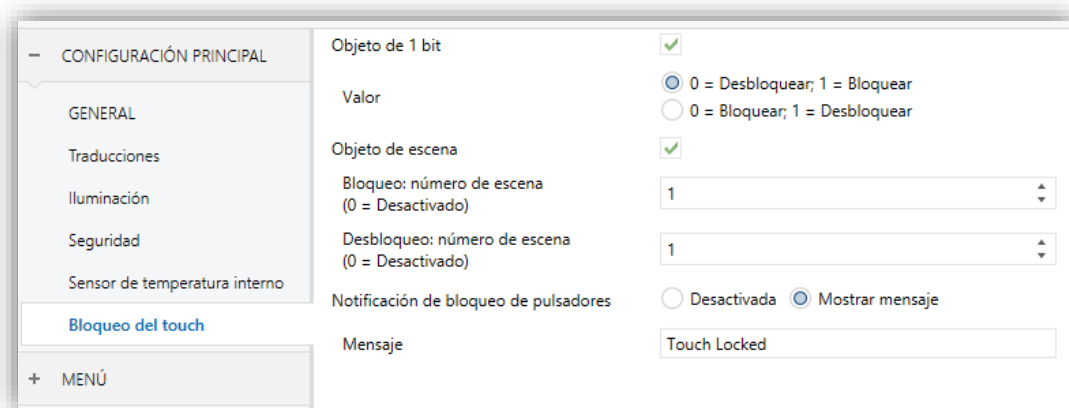 CONFIGURACIÓN PRINCIPAL
GENERAL
Traducciones
Iluminación
Seguridad
Sensor de temperatura interno
Bloqueo del touch
MENÚ
Objeto de 1 bit
Valor
0 = Desbloquear; 1 = Bloquear
0 = Bloquear; 1 = Desbloquear
Objeto de escena
Bloqueo: número de escena
(0 = Desactivado)
1
Desbloqueo: número de escena
(0 = Desactivado)
1
Notificación de bloqueo de pulsadores
Desactivada
Mostrar mensaje
Mensaje
Touch Locked